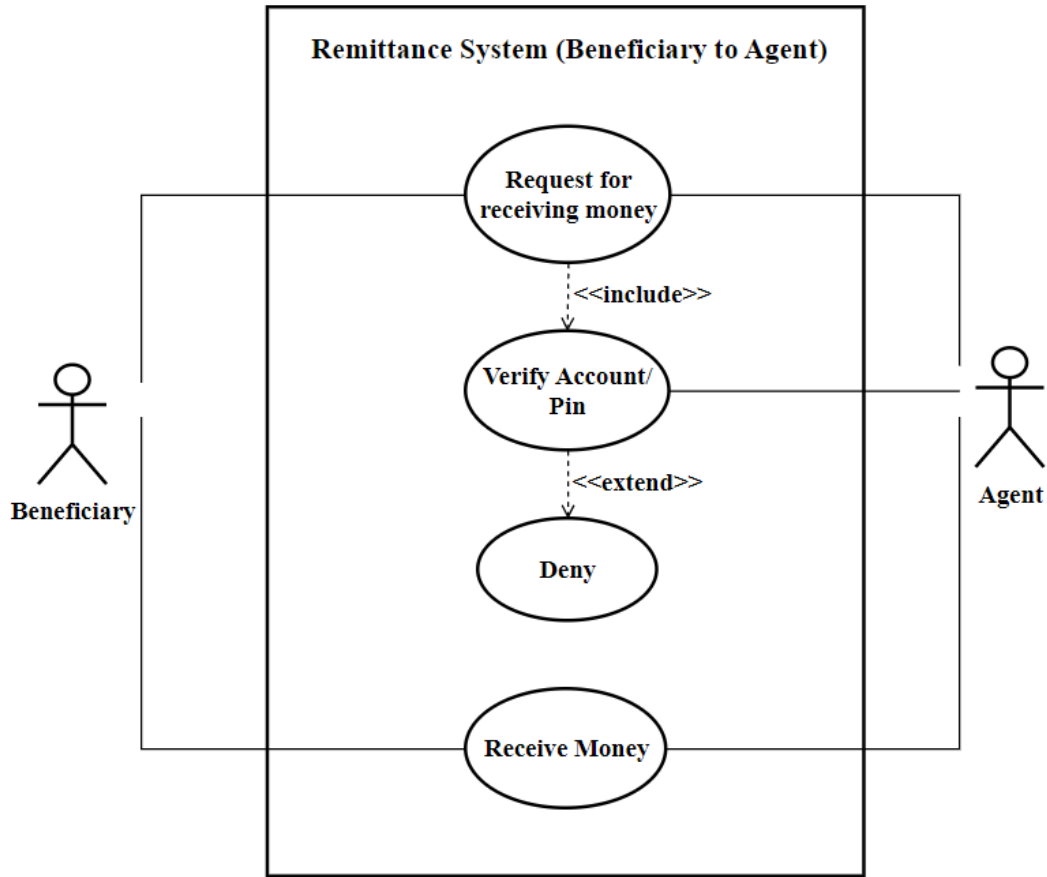 Remittance System (Beneficiary to Agent)
Request for
receiving money
<<include>>
Verify Account/
Pin
<<extend>>
Beneficiary
Agent
Deny
Receive Money